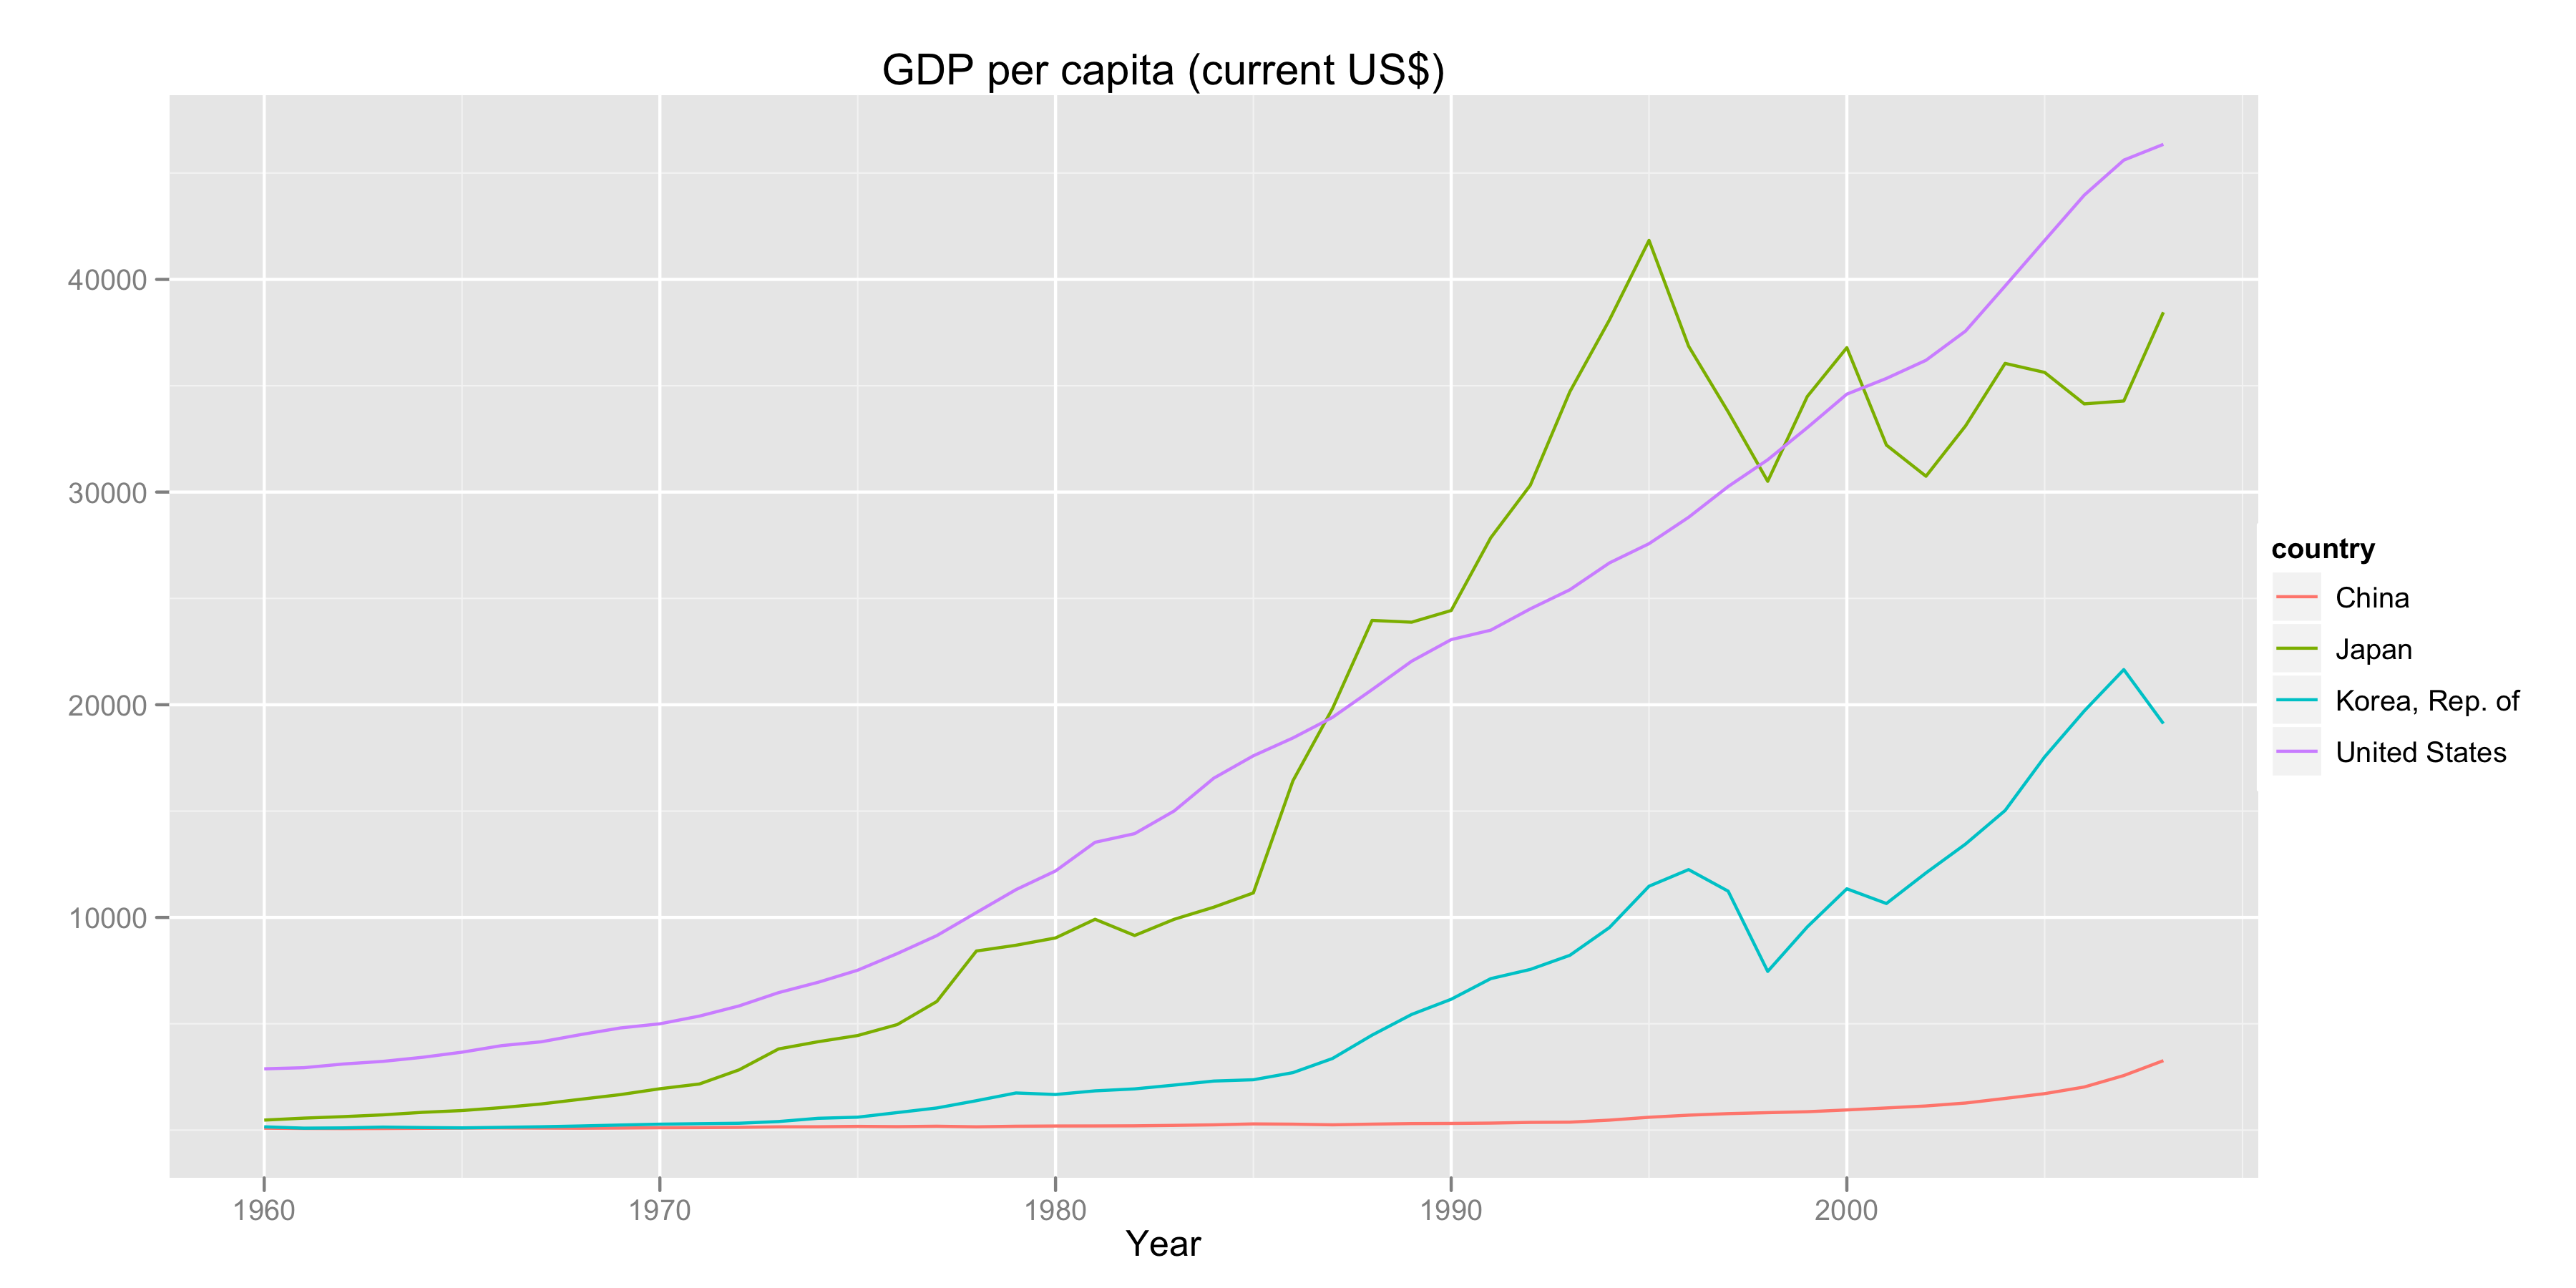 GDP per capita (current US$)
40000
30000
20000
10000
1960 1970 1980 1990 2000
Year
country
China
Japan
Korea, Rep. of
United States